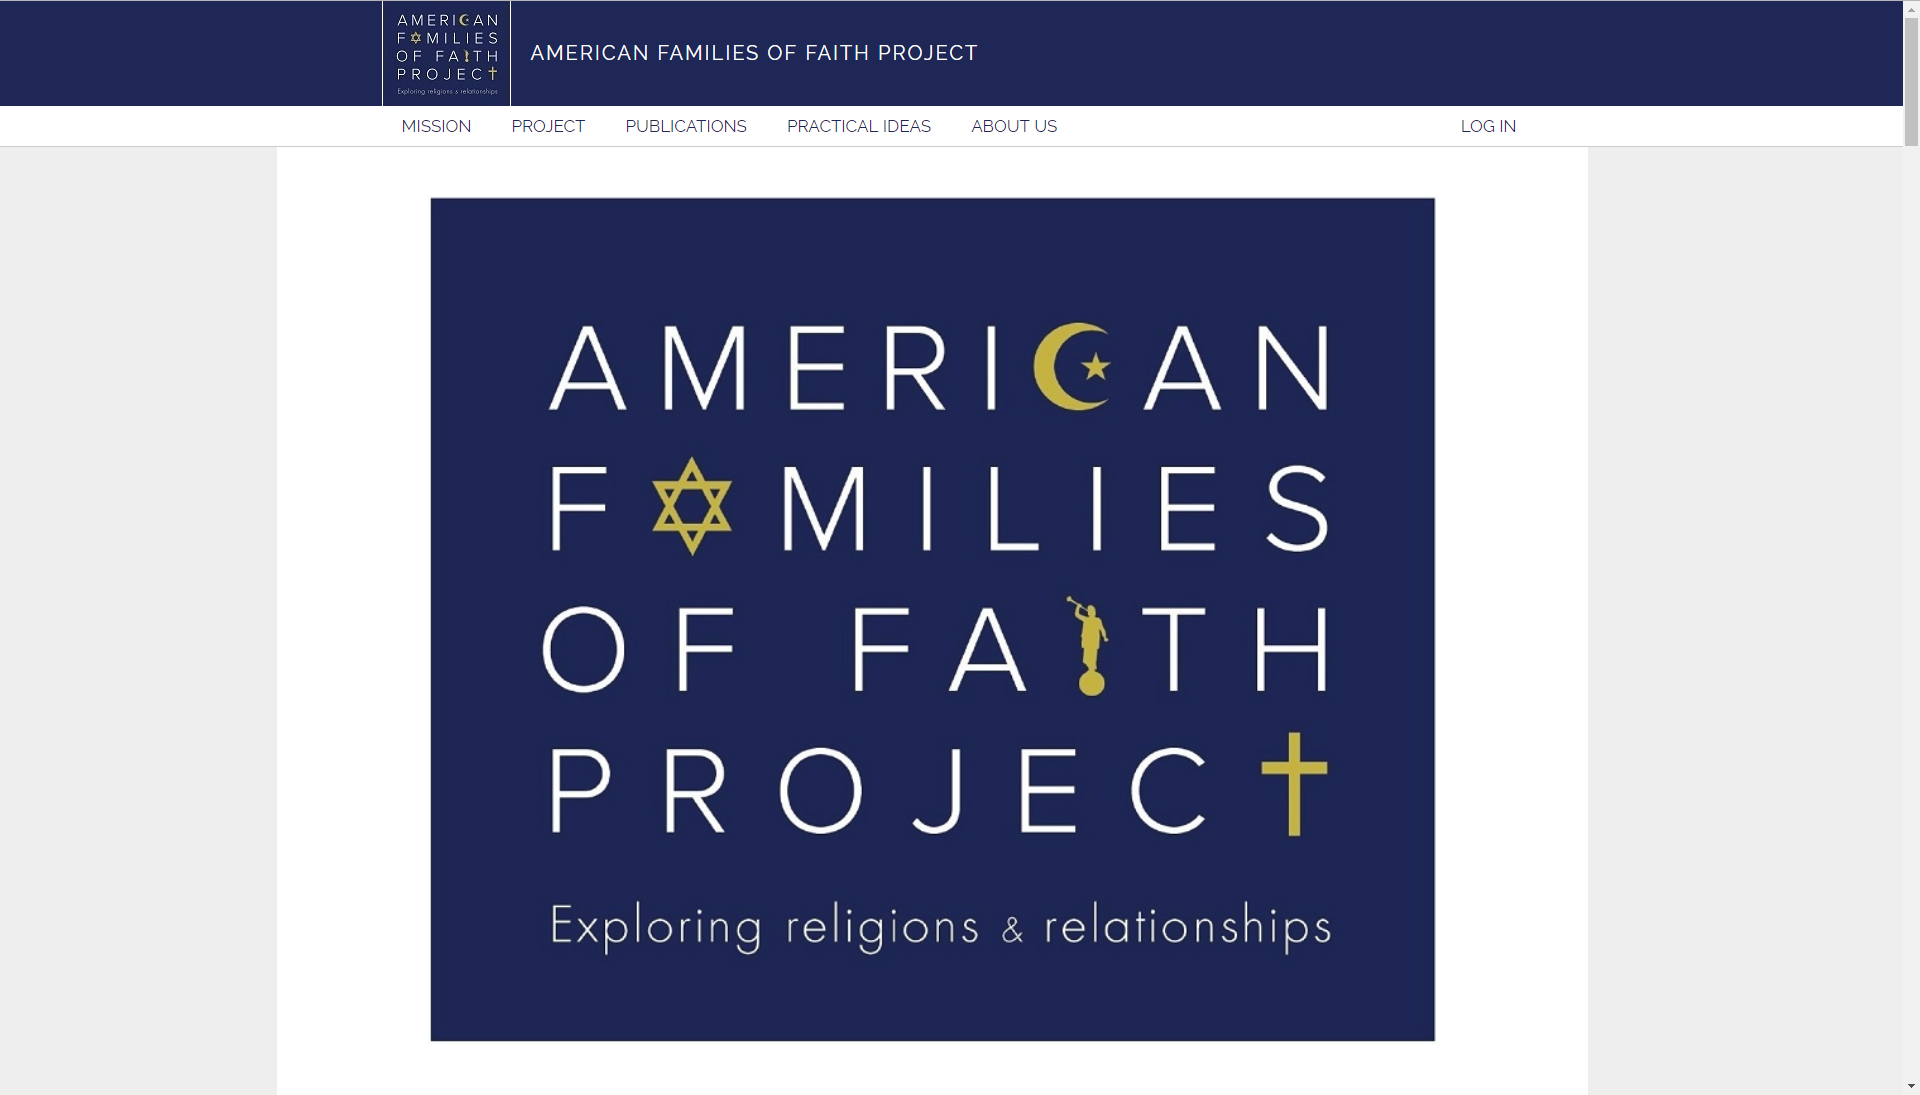 AMERICAN
FAMILIES
OF FAITH
PROJECT
Exploring religions & relationships
AMERICAN FAMILIES OF FAITH PROJECT
MISSION PROJECT PUBLICATIONS PRACTICAL IDEAS ABOUT US LOG IN
AMERICAN
FAMILIES
OF FAITH
PROJECT
Exploring religions & relationships